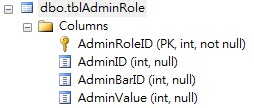 dbo.tblAdminRole
Columns
AdminRoleID (PK, int, not null)
AdminID (int, null)
AdminBarID (int, null)
AdminValue (int, null)